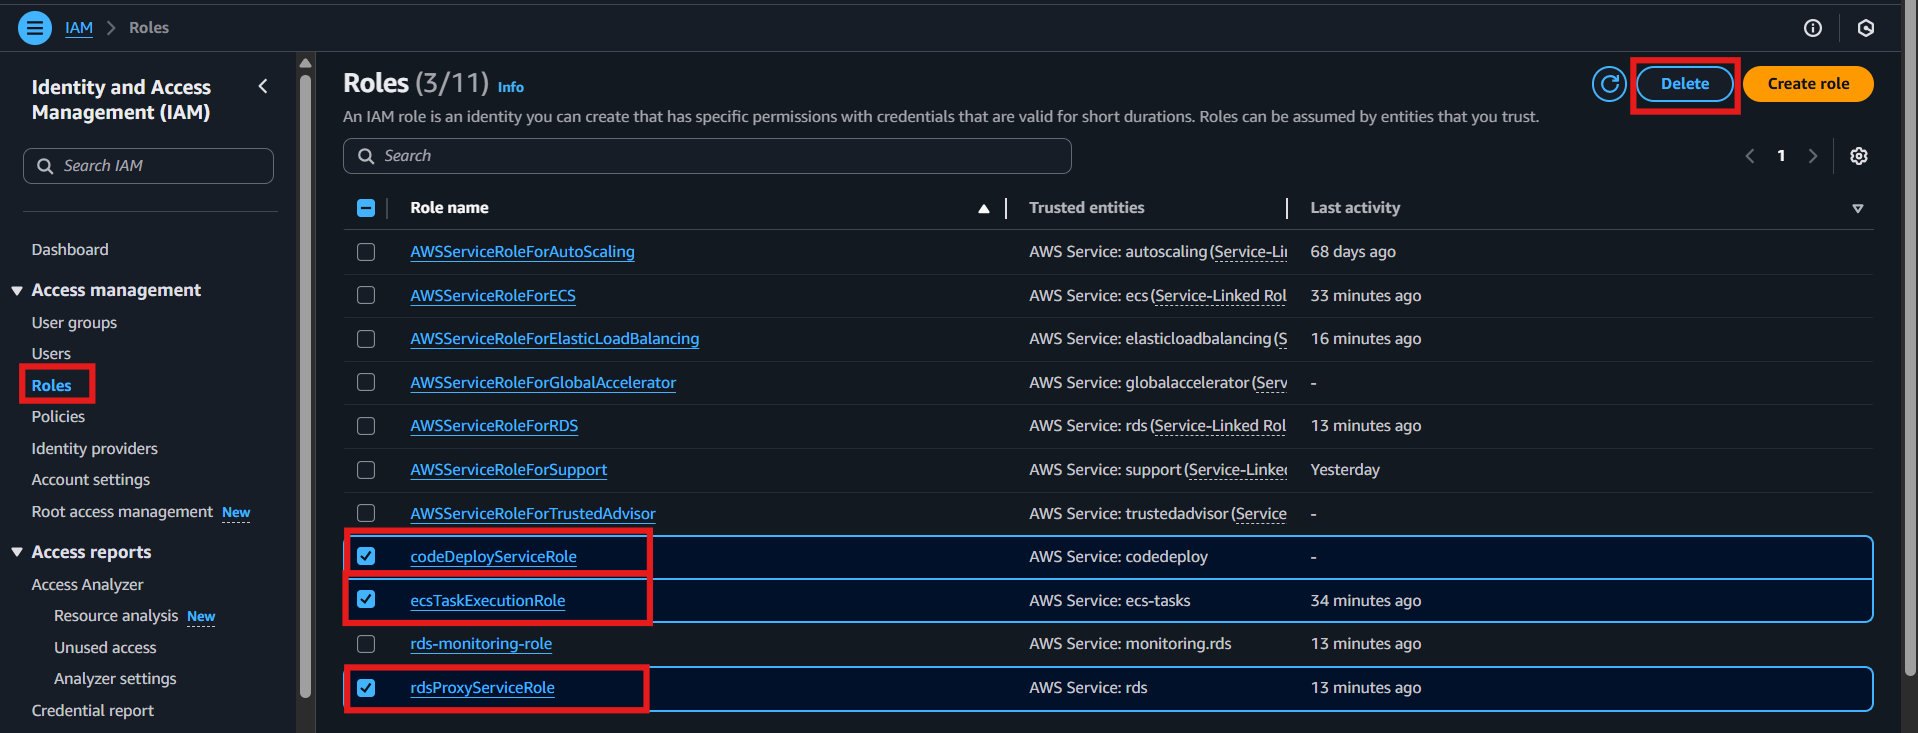 IAM > Roles
Identity and Access
Management (IAM)
Search IAM
Dashboard
Access management
User groups
Users
Roles
Policies
Identity providers
Account settings
Root access management New
Access reports
Access Analyzer
Resource analysis New
Unused access
Analyzer settings
Credential report
Roles (3/11) Info
Delete
Create role
An IAM role is an identity you can create that has specific permissions with credentials that are valid for short durations. Roles can be assumed by entities that you trust.
Search
1
Role name Trusted entities Last activity
AWSServiceRoleForAutoScaling AWS Service: autoscaling (Service-Li 68 days ago
AWSServiceRoleForECS AWS Service: ecs (Service-Linked Rol 33 minutes ago
AWSServiceRoleForElasticLoadBalancing AWS Service: elasticloadbalancing (S 16 minutes ago
AWSServiceRoleForGlobalAccelerator AWS Service: globalaccelerator (Serv -
AWSServiceRoleForRDS AWS Service: rds (Service-Linked Rol 13 minutes ago
AWSServiceRoleForSupport AWS Service: support (Service-Linked Yesterday
AWSServiceRoleForTrustedAdvisor AWS Service: trustedadvisor (Service -
codeDeployServiceRole AWS Service: codedeploy -
ecsTaskExecutionRole AWS Service: ecs-tasks 34 minutes ago
rds-monitoring-role AWS Service: monitoring.rds 13 minutes ago
rdsProxyServiceRole AWS Service: rds 13 minutes ago